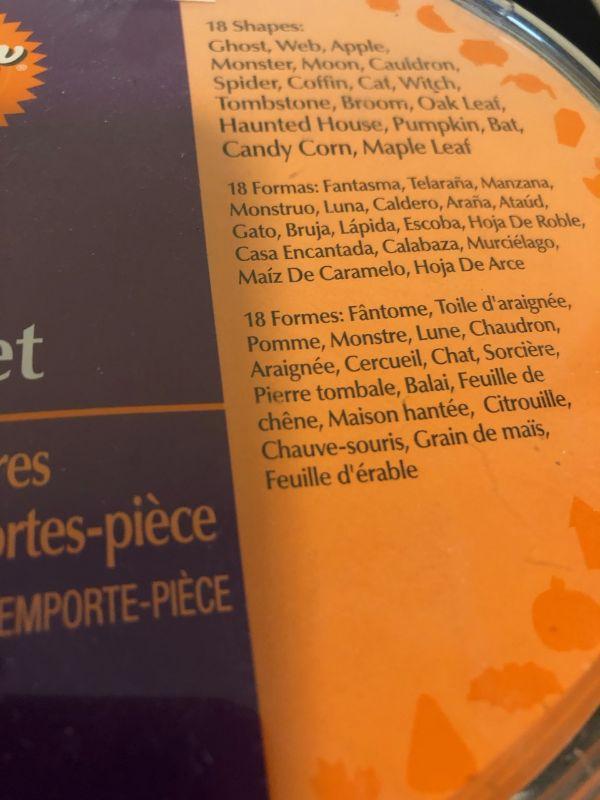 18 Shapes:
Ghost, Web, Apple,
Monster, Moon, Cauldron,
Spider, Coffin, Cat, Witch,
Tombstone, Broom, Oak Leaf,
Haunted House, Pumpkin, Bat,
Candy Corn, Maple Leaf
18 Formas: Fantasma, Telaraña, Manzana,
Monstruo, Luna, Caldero, Araña, Ataúd,
Gato, Bruja, Lápida, Escoba, Hoja De Roble,
Casa Encantada, Calabaza, Murciélago,
Maíz De Caramelo, Hoja De Arce
18 Formes: Fântome, Toile d'araignée,
Pomme, Monstre, Lune, Chaudron,
Araignée, Cercueil, Chat, Sorcière,
Pierre tombale, Balai, Feuille de
chêne, Maison hantée, Citrouille,
Chauve-souris, Grain de maïs,
Feuille d'érable
et
res
ortes-pièce
EMPORTE-PIÈCE